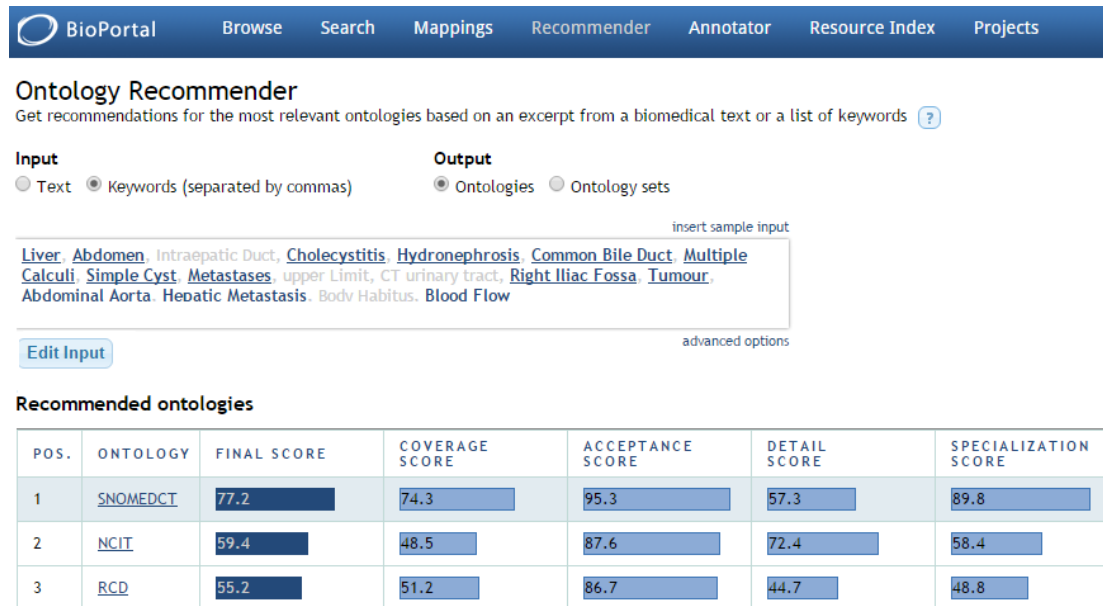 BioPortal Browse Search Mappings Recommender Annotator Resource Index Projects
Ontology Recommender
Get recommendations for the most relevant ontologies based on an excerpt from a biomedical text or a list of keywords ?
Input Output
Text Keywords (separated by commas) Ontologies Ontology sets
insert sample input
Liver, Abdomen, Intraepatic Duct, Cholecystitis, Hydronephrosis, Common Bile Duct, Multiple
Calculi, Simple Cyst, Metastases, upper Limit, CT urinary tract, Right Iliac Fossa, Tumour,
Abdominal Aorta, Hepatic Metastasis, Body Habitus, Blood Flow
advanced options
Edit Input
Recommended ontologies
POS. ONTOLOGY FINAL SCORE COVERAGE SCORE ACCEPTANCE SCORE DETAIL SCORE SPECIALIZATION SCORE
1 SNOMEDCT 77.2 74.3 95.3 57.3 89.8
2 NCIT 59.4 48.5 87.6 72.4 58.4
3 RCD 55.2 51.2 86.7 44.7 48.8